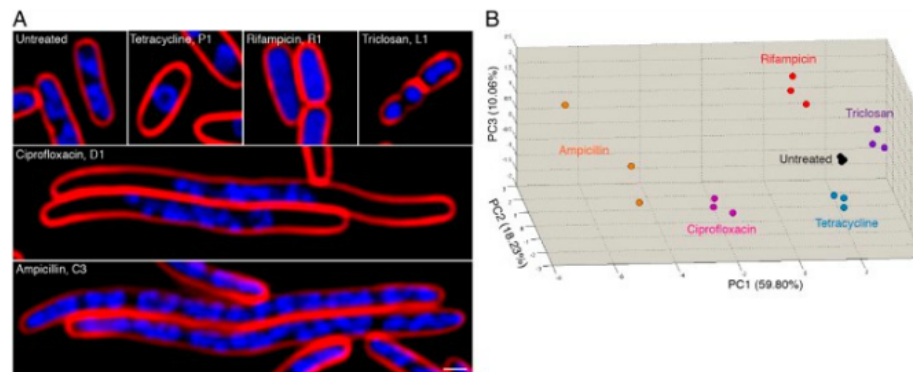 A
Untreated
Tetracycline, P1
Rifampicin, R1
Triclosan, L1
Ciprofloxacin, D1
Ampicillin, C3
B
Rifampicin
Triclosan
Ampicillin
Untreated
Ciprofloxacin
Tetracycline
PC3 (10.06%)
PC2 (18.23%)
PC1 (59.80%)